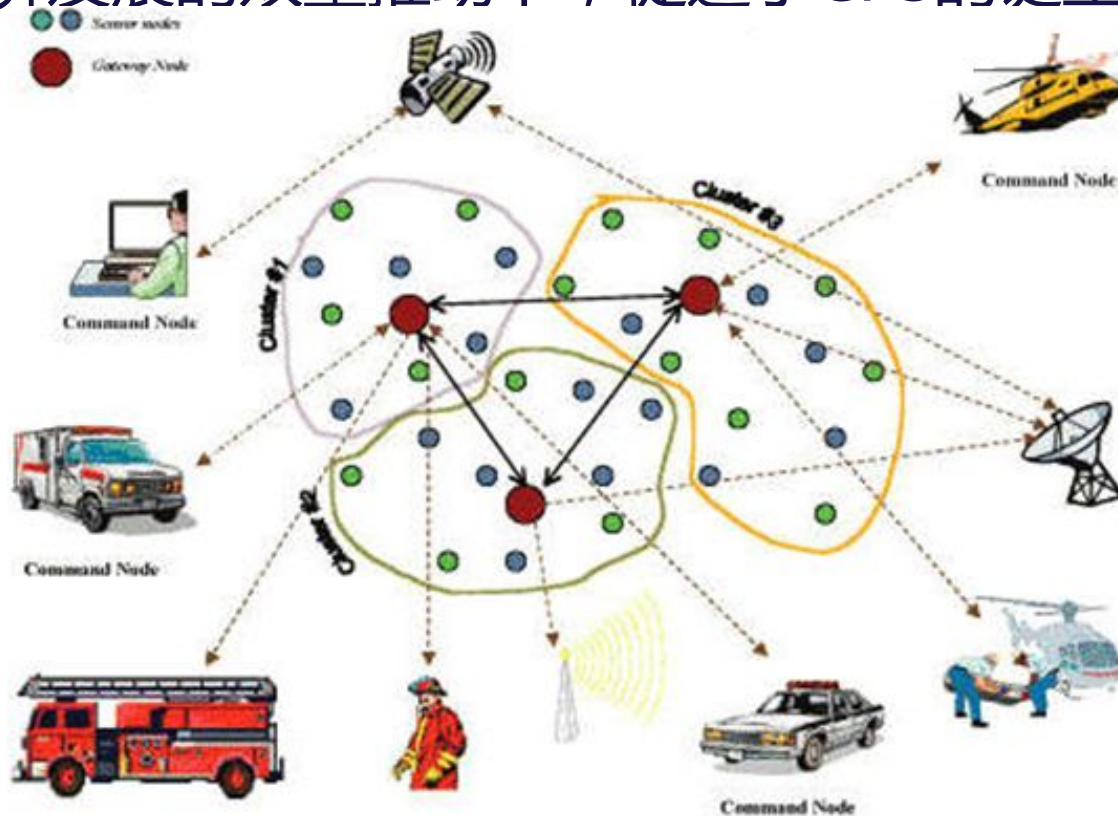 Sensor nodes
Gateway Node
Command Node
Cluster #3
Cluster #1
Command Node
Command Node
Cluster #2
Command Node